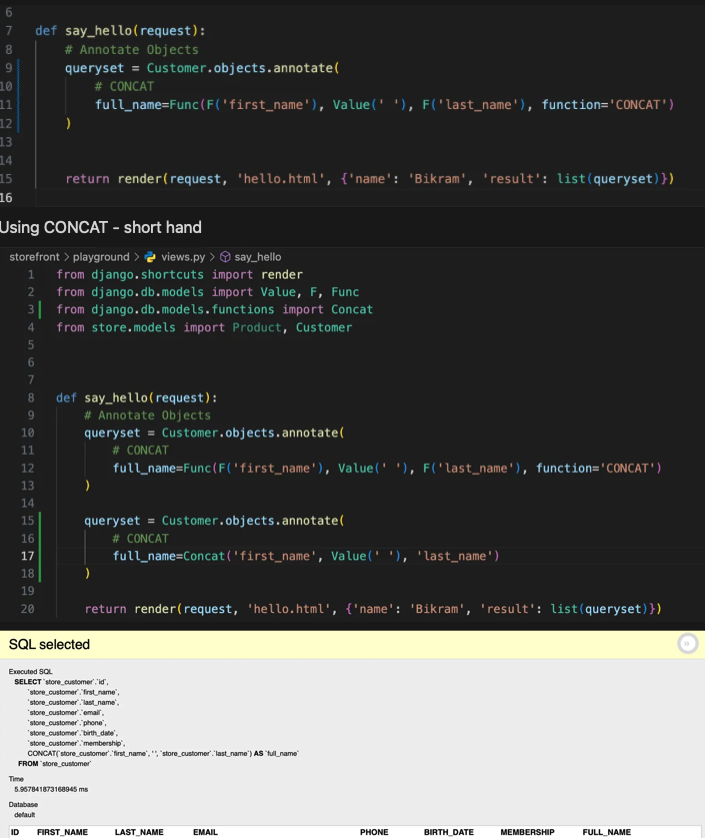 6
7 def say_hello(request):
8 # Annotate Objects
9 queryset = Customer.objects.annotate(
10 # CONCAT
11 full_name=Func(F('first_name'), Value(' '), F('last_name'), function='CONCAT')
12 )
13
14
15 return render(request, 'hello.html', {'name': 'Bikram', 'result': list(queryset)})
16
Using CONCAT - short hand
storefront > playground > views.py > say_hello
1 from django.shortcuts import render
2 from django.db.models import Value, F, Func
3 from django.db.models.functions import Concat
4 from store.models import Product, Customer
5
6
7
8 def say_hello(request):
9 # Annotate Objects
10 queryset = Customer.objects.annotate(
11 # CONCAT
12 full_name=Func(F('first_name'), Value(' '), F('last_name'), function='CONCAT')
13 )
14
15 queryset = Customer.objects.annotate(
16 # CONCAT
17 full_name=Concat('first_name', Value(' '), 'last_name')
18 )
19
20 return render(request, 'hello.html', {'name': 'Bikram', 'result': list(queryset)})
SQL selected
Executed SQL
SELECT `store_customer`.`id`,
`store_customer`.`first_name`,
`store_customer`.`last_name`,
`store_customer`.`email`,
`store_customer`.`phone`,
`store_customer`.`birth_date`,
`store_customer`.`membership`,
CONCAT(`store_customer`.`first_name`, ' ', `store_customer`.`last_name`) AS `full_name`
FROM `store_customer`
Time
5.957841873168945 ms
Database
default
ID FIRST_NAME LAST_NAME EMAIL PHONE BIRTH_DATE MEMBERSHIP FULL_NAME